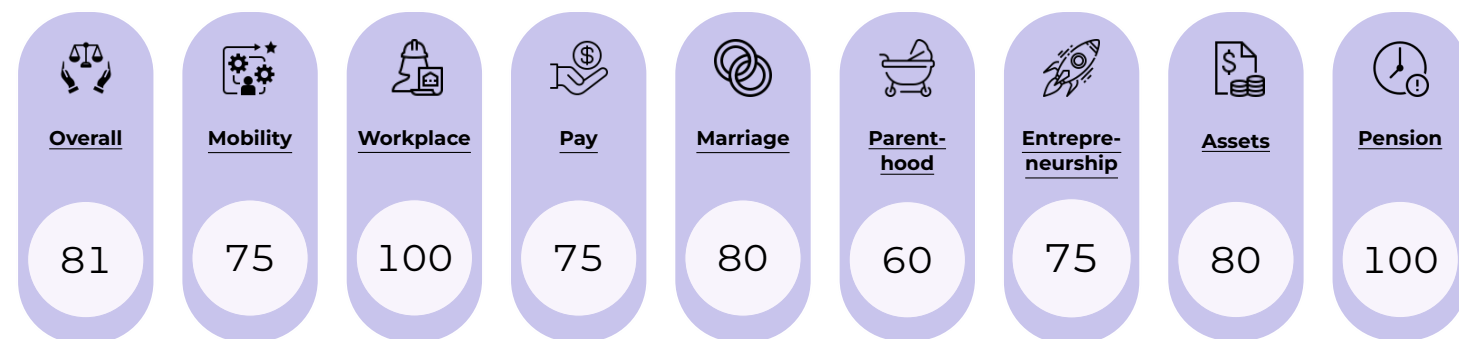 Overall
81
Mobility
75
Workplace
100
Pay
75
Marriage
80
Parent-
hood
60
Entrepre-
neurship
75
Assets
80
Pension
100